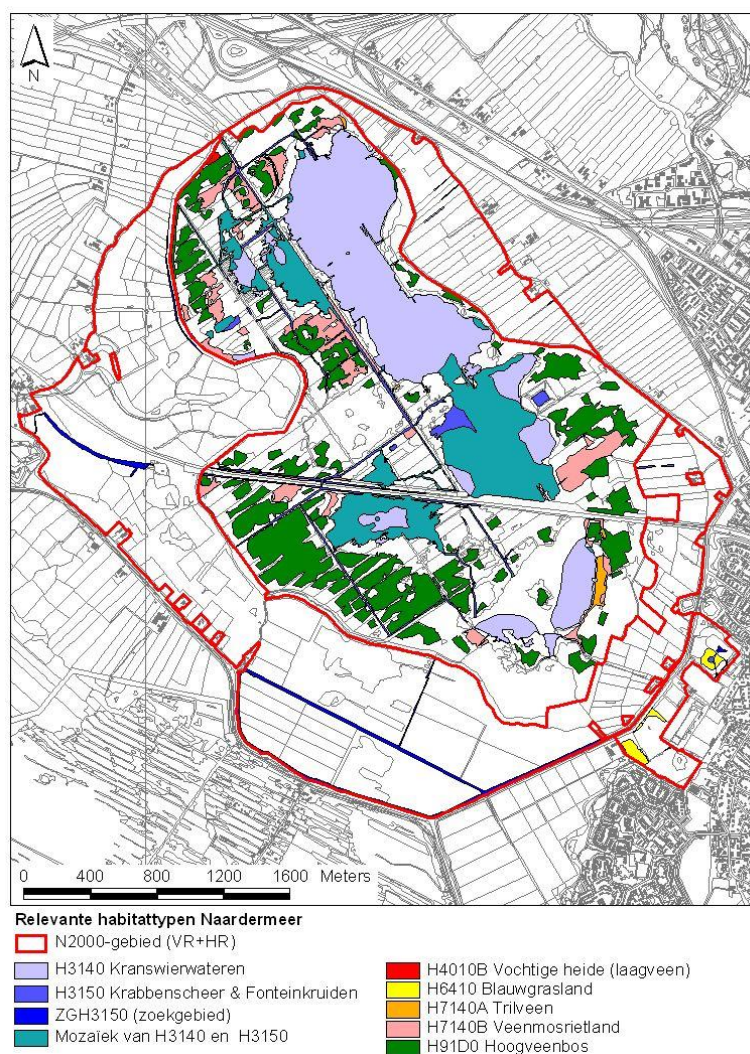 N
0 400 800 1200 1600 Meters
Relevante habitattypen Naardermeer
N2000-gebied (VR+HR)
H3140 Kranswierwateren
H3150 Krabbenscheer & Fonteinkruiden
ZGH3150 (zoekgebied)
Mozaïek van H3140 en H3150
H4010B Vochtige heide (laagveen)
H6410 Blauwgrasland
H7140A Trilveen
H7140B Veenmosrietland
H91D0 Hoogveenbos